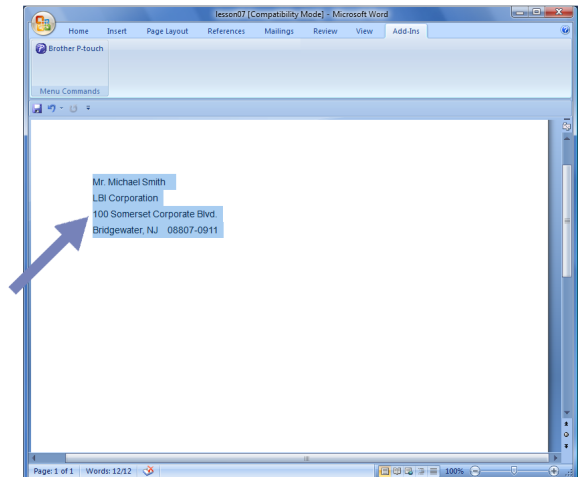 lesson07 [Compatibility Mode] - Microsoft Word
Home Insert Page Layout References Mailings Review View Add-Ins
Brother P-touch
Menu Commands
Mr. Michael Smith
LBI Corporation
100 Somerset Corporate Blvd.
Bridgewater, NJ 08807-0911
Page: 1 of 1 Words: 12/12 100%